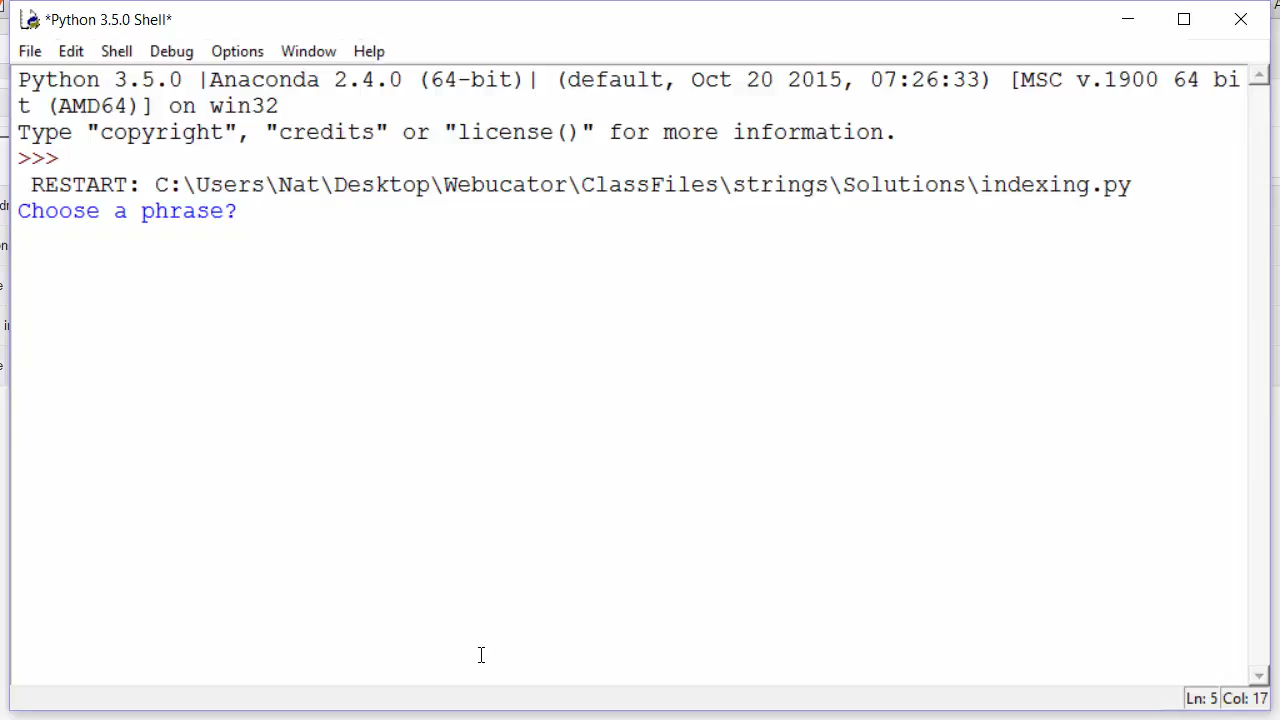 *Python 3.5.0 Shell*
File Edit Shell Debug Options Window Help
Python 3.5.0 |Anaconda 2.4.0 (64-bit)| (default, Oct 20 2015, 07:26:33) [MSC v.1900 64 bi
t (AMD64)] on win32
Type "copyright", "credits" or "license()" for more information.
>>>
RESTART: C:\Users\Nat\Desktop\Webucator\ClassFiles\strings\Solutions\indexing.py
Choose a phrase?
Ln: 5 Col: 17